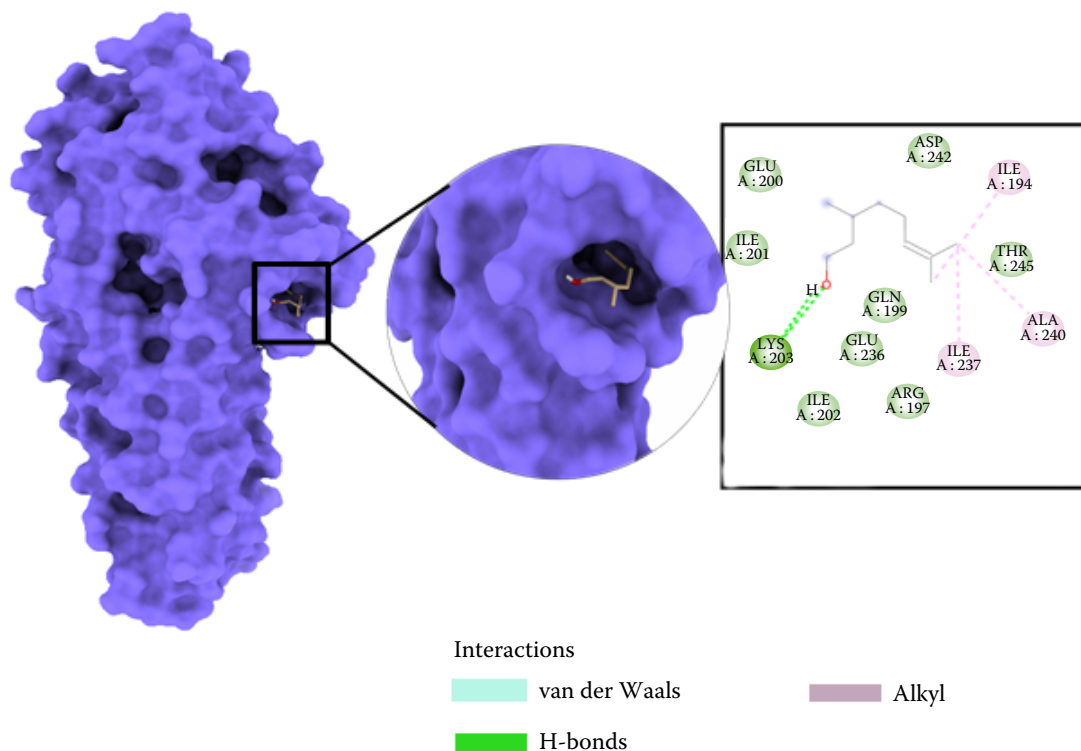 ASP
A : 242
GLU
A : 200
ILE
A : 194
ILE
A : 201
THR
A : 245
H
GLN
A : 199
ALA
A : 240
LYS
A : 203
GLU
A : 236
ILE
A : 237
ILE
A : 202
ARG
A : 197
Interactions
van der Waals
Alkyl
H-bonds